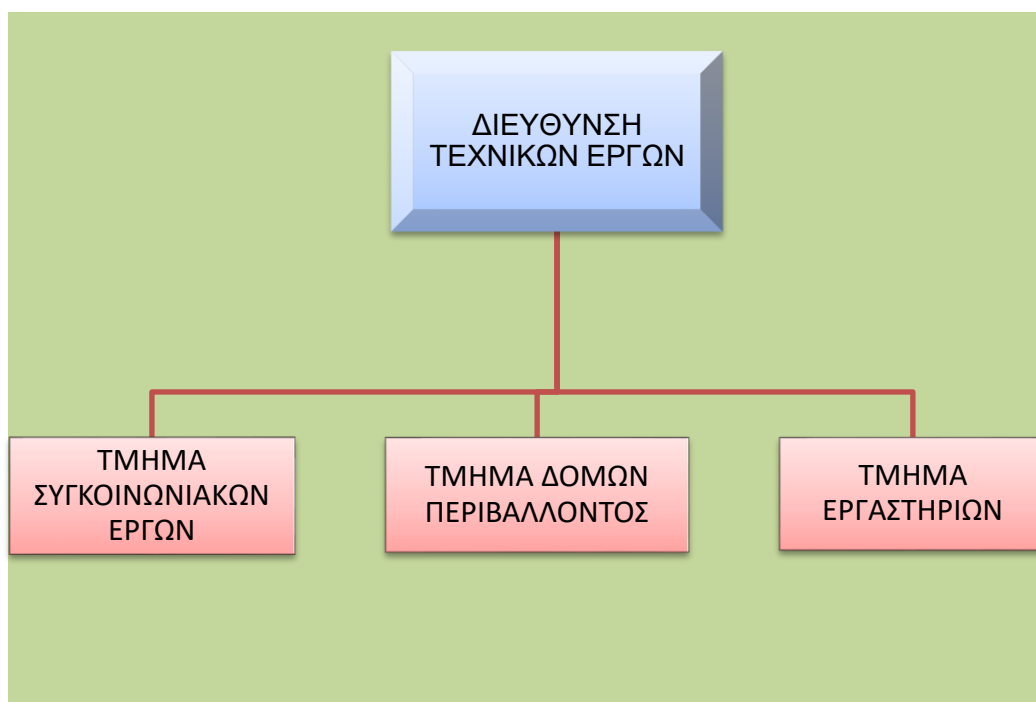 ΔΙΕΥΘΥΝΣΗ
ΤΕΧΝΙΚΩΝ ΕΡΓΩΝ
ΤΜΗΜΑ
ΣΥΓΚΟΙΝΩΝΙΑΚΩΝ
ΕΡΓΩΝ
ΤΜΗΜΑ ΔΟΜΩΝ
ΠΕΡΙΒΑΛΛΟΝΤΟΣ
ΤΜΗΜΑ
ΕΡΓΑΣΤΗΡΙΩΝ